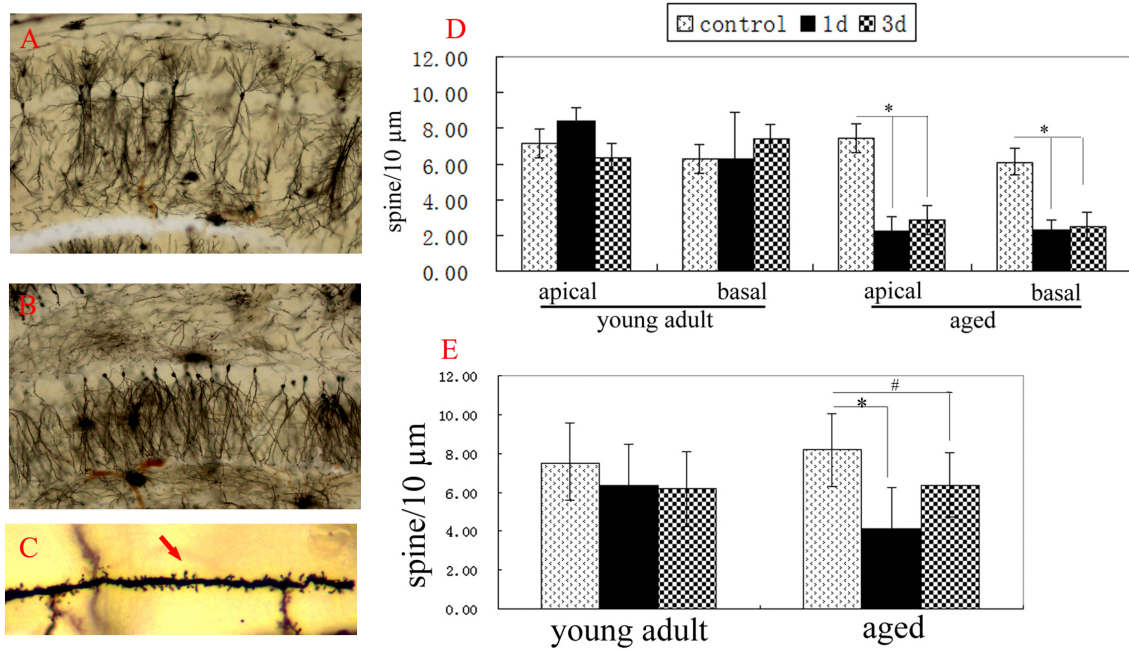 A
B
C
D
control 1d 3d
spine/10 μm
12.00
10.00
8.00
6.00
4.00
2.00
0.00
* *
apical basal apical basal
young adult aged
E
spine/10 μm
12.00
10.00
8.00
6.00
4.00
2.00
0.00
#
*
young adult aged